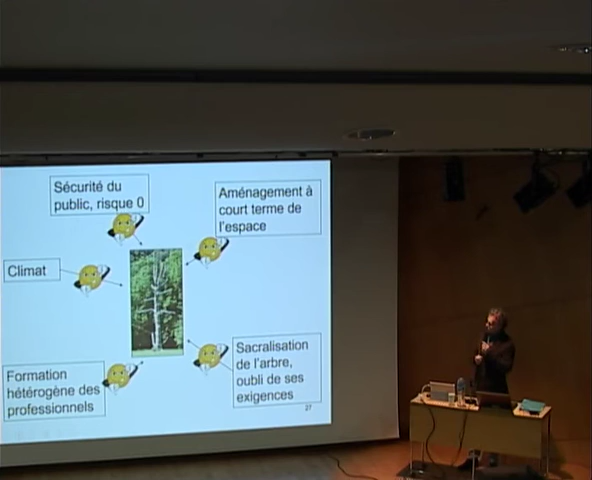 Sécurité du
public, risque 0
Aménagement à
court terme de
l'espace
Climat
Sacralisation
de l'arbre,
oubli de ses
exigences
Formation
hétérogène des
professionnels
27